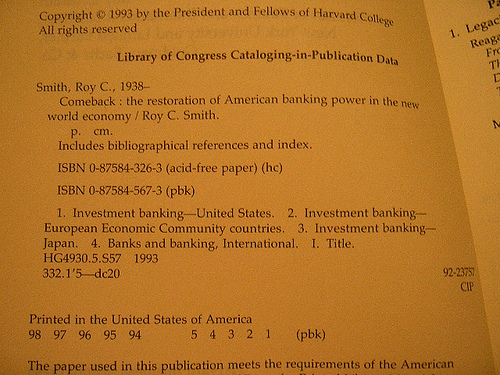 Copyright © 1993 by the President and Fellows of Harvard College
All rights reserved
Library of Congress Cataloging-in-Publication Data
Smith, Roy C., 1938–
Comeback : the restoration of American banking power in the new
world economy / Roy C. Smith.
p. cm.
Includes bibliographical references and index.
ISBN 0-87584-326-3 (acid-free paper) (hc)
ISBN 0-87584-567-3 (pbk)
1. Investment banking—United States. 2. Investment banking—
European Economic Community countries. 3. Investment banking—
Japan. 4. Banks and banking, International. I. Title.
HG4930.5.S57 1993
332.1'5—dc20
92-23757
CIP
Printed in the United States of America
98 97 96 95 94 5 4 3 2 1 (pbk)
The paper used in this publication meets the requirements of the American
1. Legac
Reaga